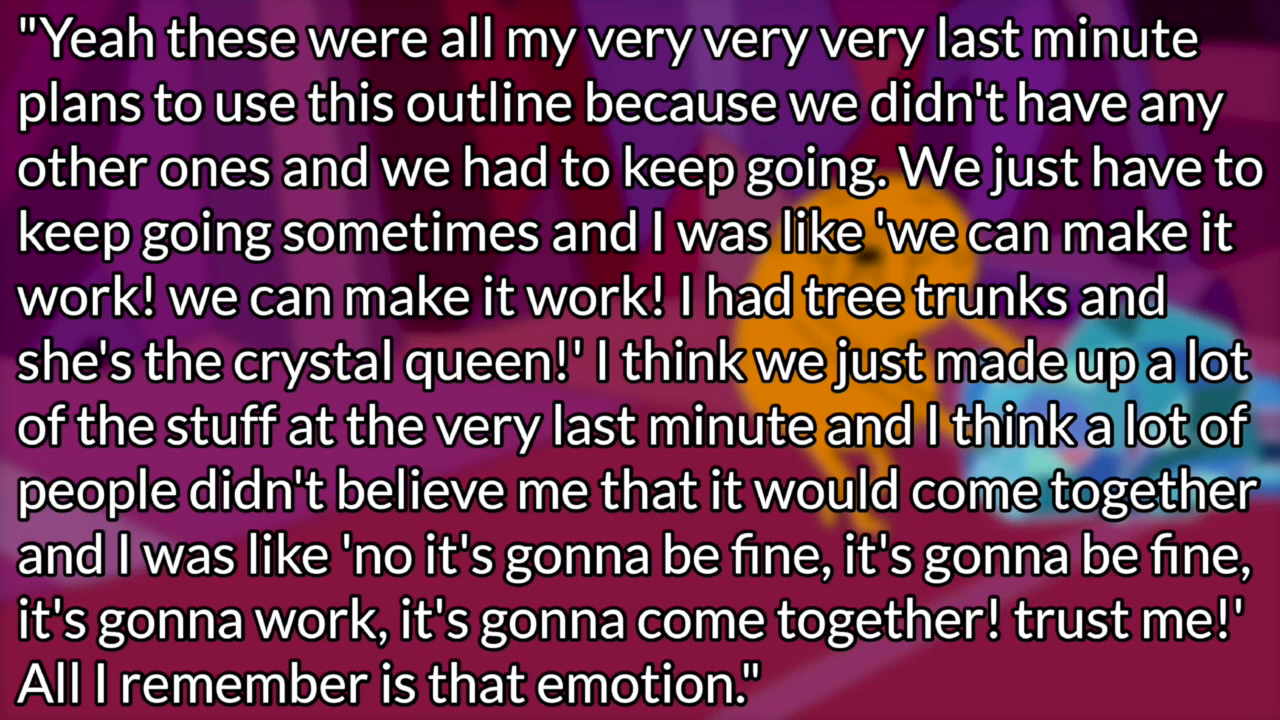 "Yeah these were all my very very very last minute
plans to use this outline because we didn't have any
other ones and we had to keep going. We just have to
keep going sometimes and I was like 'we can make it
work! we can make it work! I had tree trunks and
she's the crystal queen!' I think we just made up a lot
of the stuff at the very last minute and I think a lot of
people didn't believe me that it would come together
and I was like 'no it's gonna be fine, it's gonna be fine,
it's gonna work, it's gonna come together! trust me!'
All I remember is that emotion."